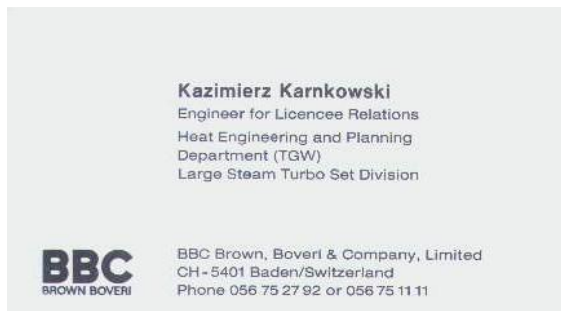 Kazimierz Karnkowski
Engineer for Licencee Relations
Heat Engineering and Planning
Department (TGW)
Large Steam Turbo Set Division
BBC
BROWN BOVERI
BBC Brown, Boveri & Company, Limited
CH-5401 Baden/Switzerland
Phone 056 75 27 92 or 056 75 11 11